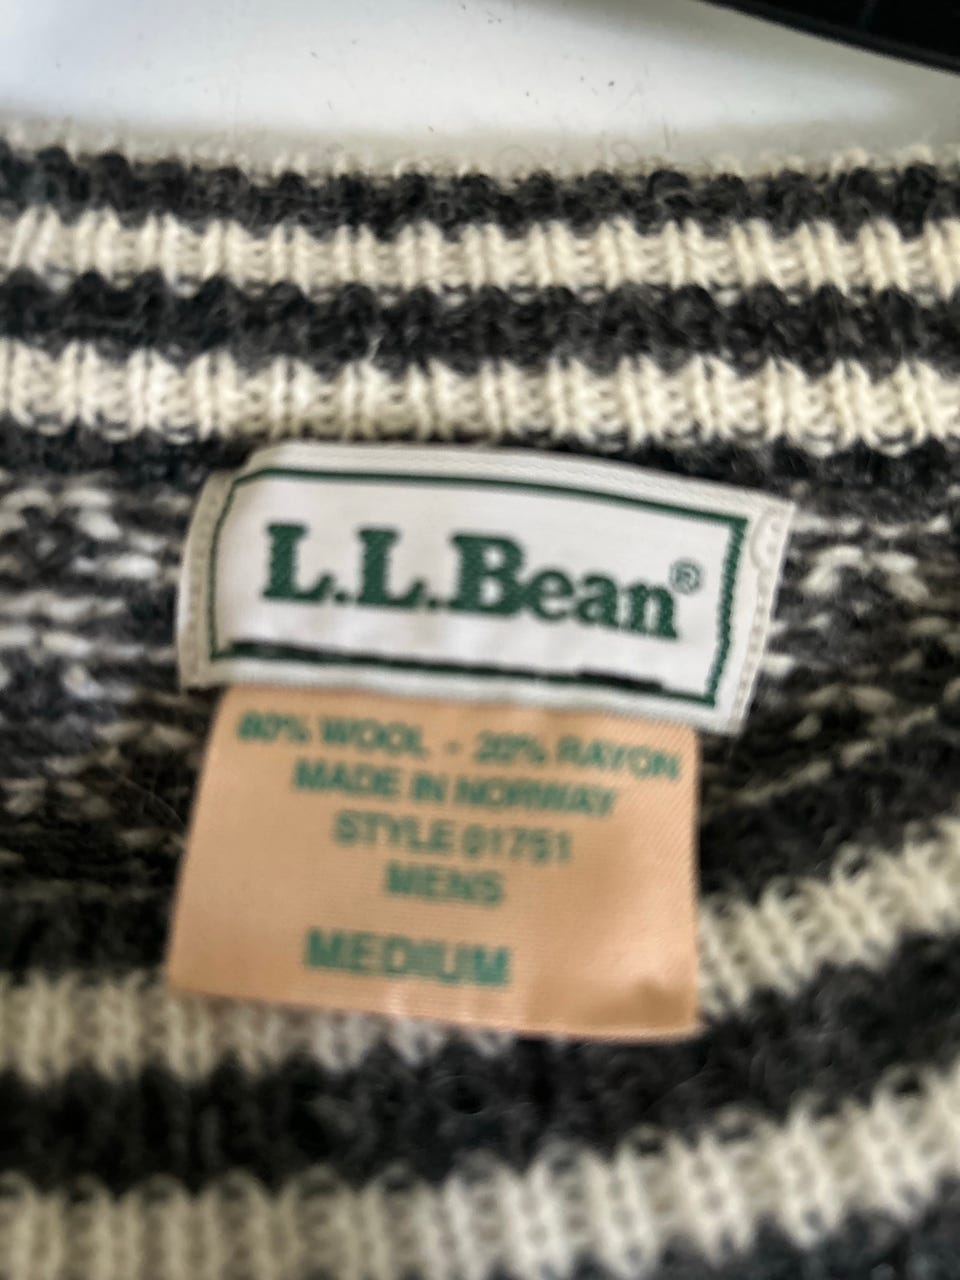 L.L.Bean®
80% WOOL - 20% RAYON
MADE IN NORWAY
STYLE 01751
MENS
MEDIUM